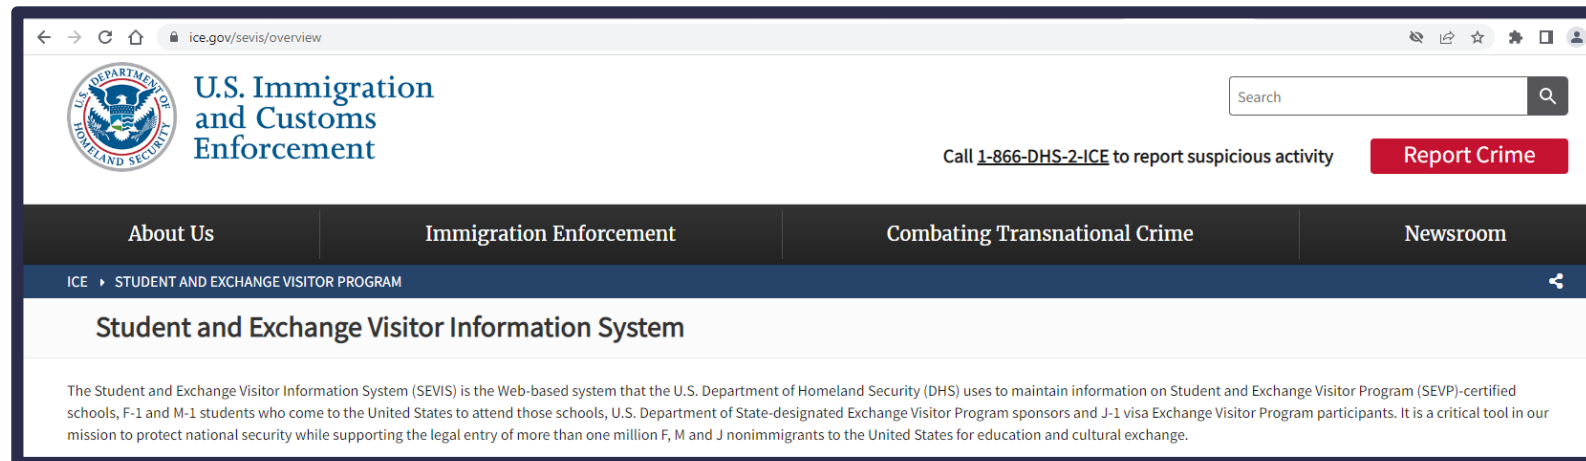 ice.gov/sevis/overview
U.S. DEPARTMENT OF HOMELAND SECURITY
U.S. Immigration
and Customs
Enforcement
Search
Call 1-866-DHS-2-ICE to report suspicious activity
Report Crime
About Us
Immigration Enforcement
Combating Transnational Crime
Newsroom
ICE STUDENT AND EXCHANGE VISITOR PROGRAM
Student and Exchange Visitor Information System
The Student and Exchange Visitor Information System (SEVIS) is the Web-based system that the U.S. Department of Homeland Security (DHS) uses to maintain information on Student and Exchange Visitor Program (SEVP)-certified
schools, F-1 and M-1 students who come to the United States to attend those schools, U.S. Department of State-designated Exchange Visitor Program sponsors and J-1 visa Exchange Visitor Program participants. It is a critical tool in our
mission to protect national security while supporting the legal entry of more than one million F, M and J nonimmigrants to the United States for education and cultural exchange.